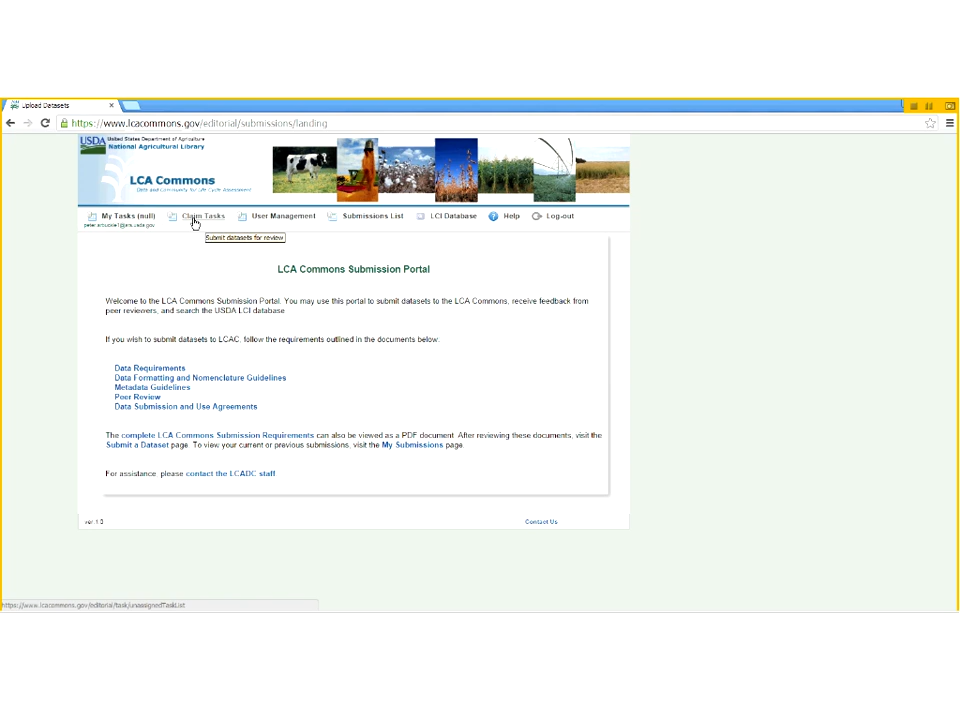 Upload Datasets
https://www.lcacommons.gov/editorial/submissions/landing
USDA United States Department of Agriculture
National Agricultural Library
LCA Commons
Data and Community for Life Cycle Assessment
My Tasks (null) Claim Tasks User Management Submissions List LCI Database Help Log-out
Submit datasets for review
LCA Commons Submission Portal
Welcome to the LCA Commons Submission Portal. You may use this portal to submit datasets to the LCA Commons, receive feedback from
peer reviewers, and search the USDA LCI database
If you wish to submit datasets to LCAC, follow the requirements outlined in the documents below.
Data Requirements
Data Formatting and Nomenclature Guidelines
Metadata Guidelines
Peer Review
Data Submission and Use Agreements
The complete LCA Commons Submission Requirements can also be viewed as a PDF document. After reviewing these documents, visit the
Submit a Dataset page. To view your current or previous submissions, visit the My Submissions page.
For assistance, please contact the LCADC staff.
ver.1.0
Contact Us
https://www.lcacommons.gov/editorial/task/unassignedTaskList